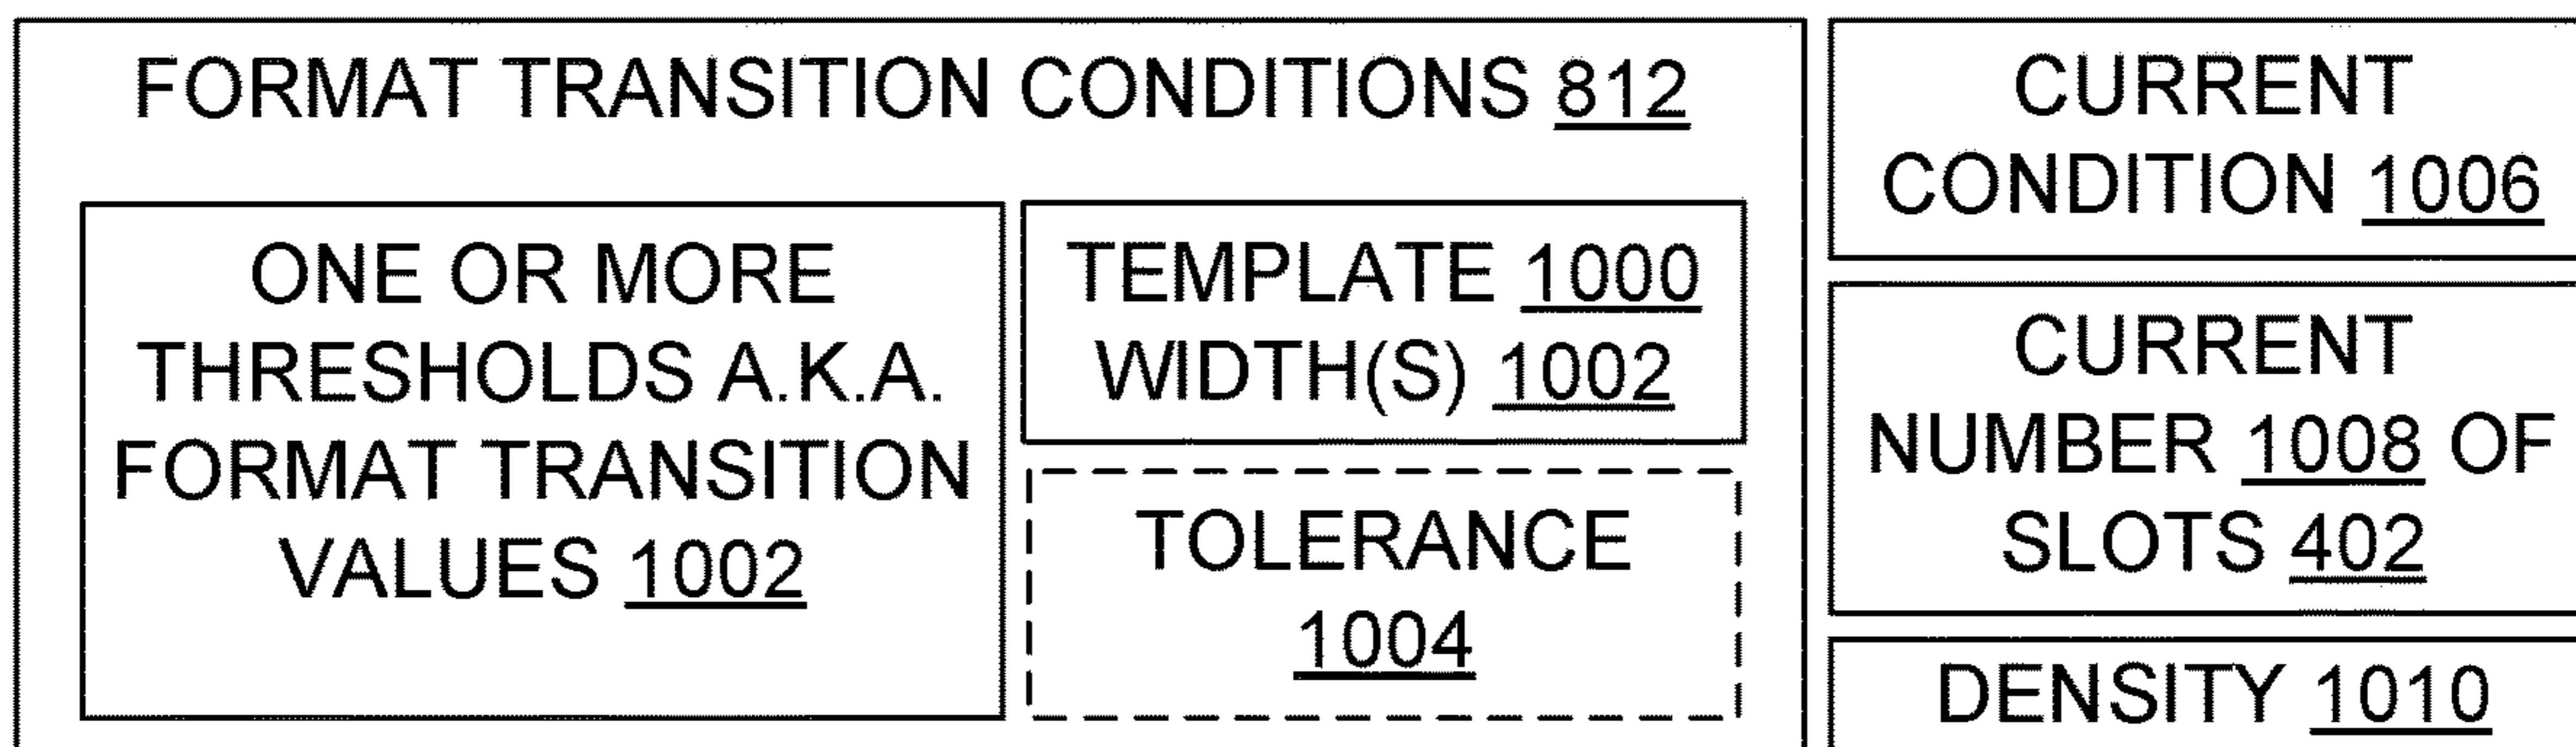 FORMAT TRANSITION CONDITIONS 812
ONE OR MORE
THRESHOLDS A.K.A.
FORMAT TRANSITION
VALUES 1002
TEMPLATE 1000
WIDTH(S) 1002
TOLERANCE
1004
CURRENT
CONDITION 1006
CURRENT
NUMBER 1008 OF
SLOTS 402
DENSITY 1010